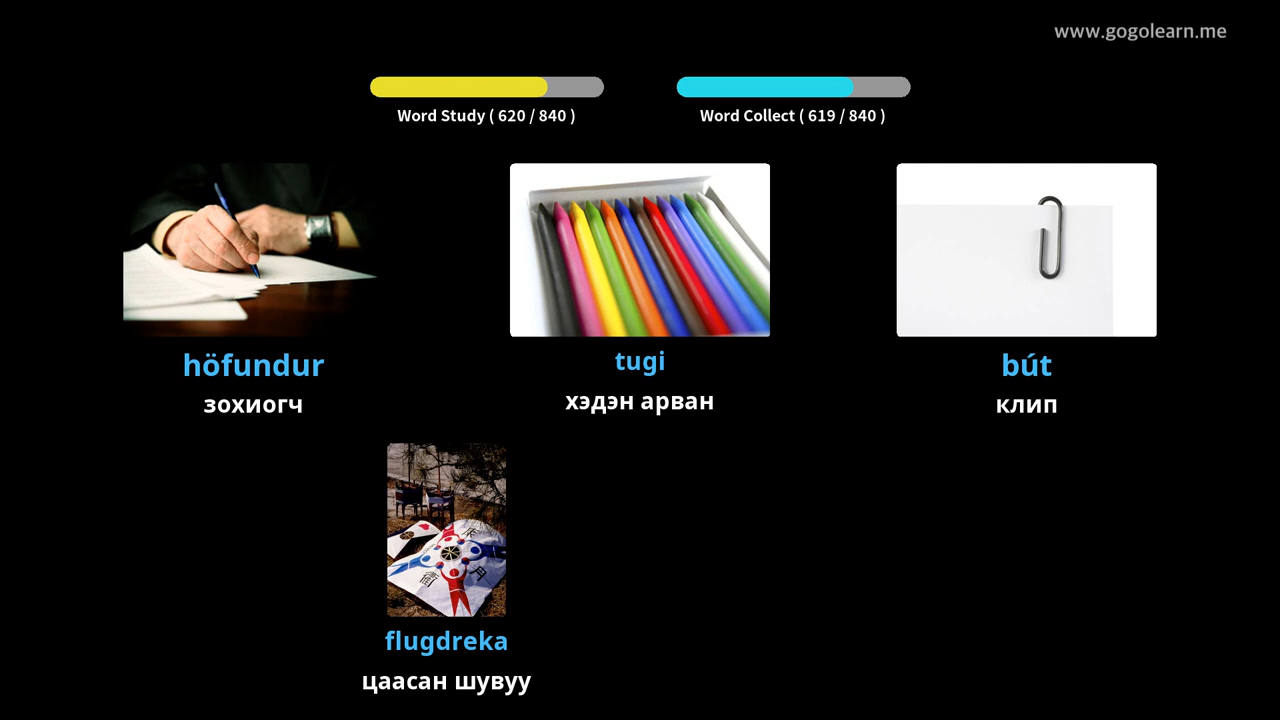 www.gogolearn.me
Word Study ( 620 / 840 )
Word Collect ( 619 / 840 )
höfundur
tugi
bút
зохиогч
хэдэн арван
клип
flugdreka
цаасан шувуу